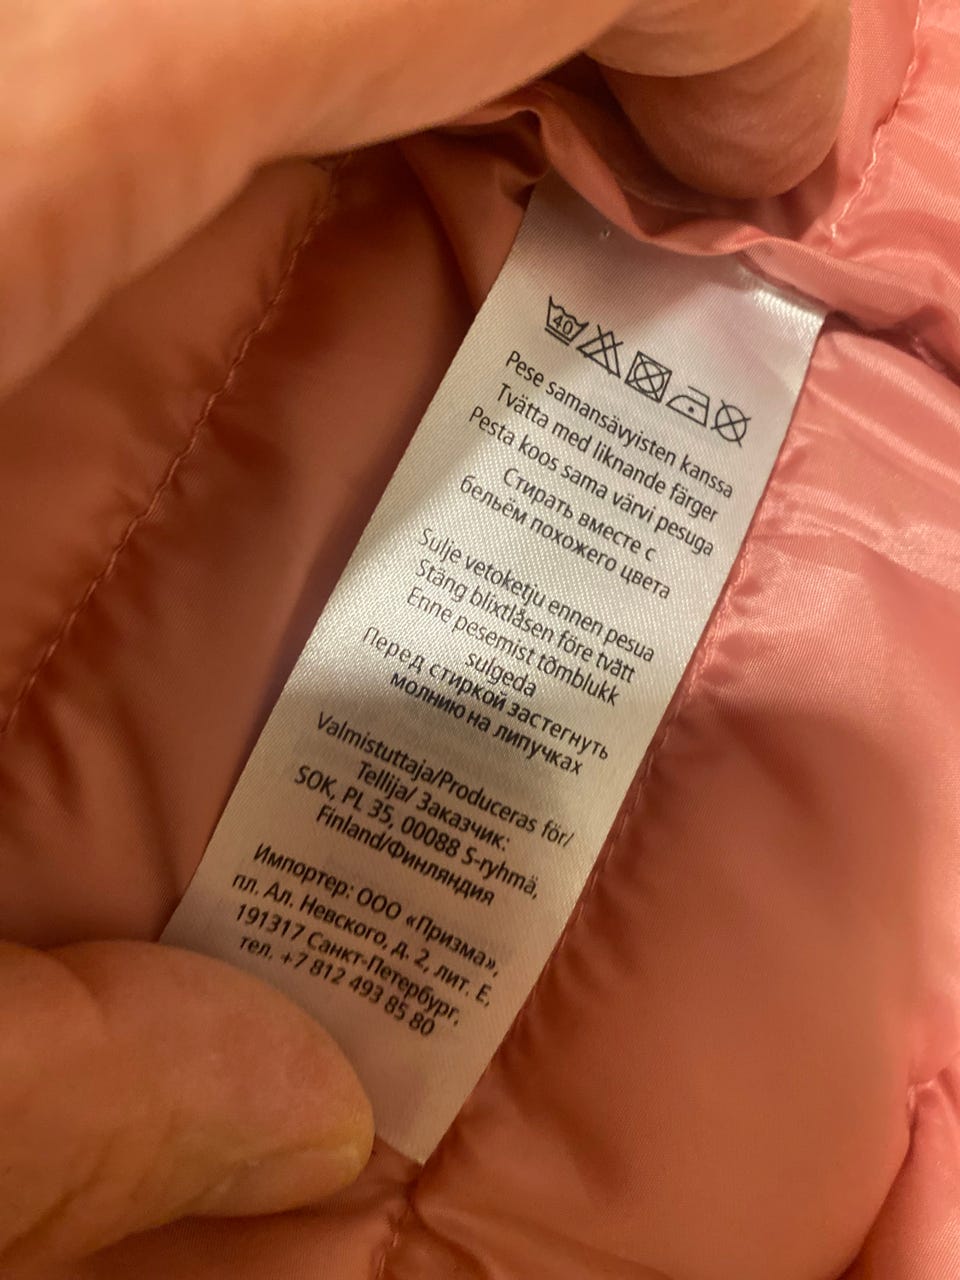 40
Pese samansävyisten kanssa
Tvätta med liknande färger
Pesta koos sama värvi pesuga
Стирать вместе с
бельём похожего цвета
Sulje vetoketju ennen pesua
Stäng blixtlåsen före tvätt
Enne pesemist tõmblukk
sulgeda
Перед стиркой застегнуть
молнию на липучках
Valmistuttaja/Produceras för/
Tellija/ Заказчик:
SOK, PL 35, 00088 S-ryhmä,
Finland/Финляндия
Импортер: ООО «Призма»,
пл. Ал. Невского, д. 2, лит. Е,
191317 Санкт-Петербург,
тел. +7 812 493 85 80